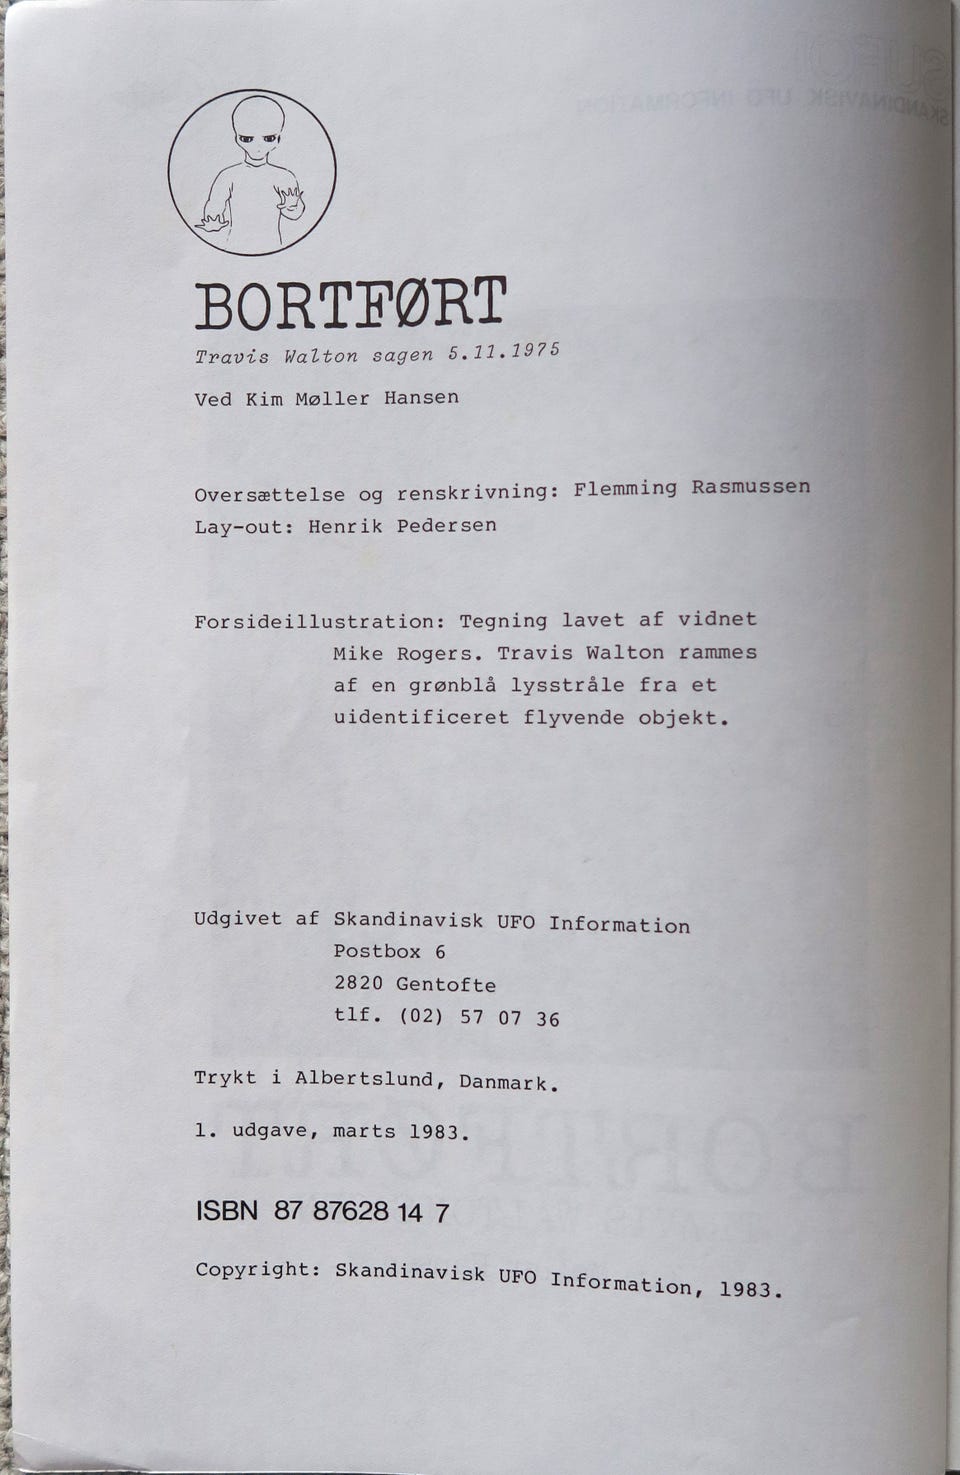 BORTFØRT
Travis Walton sagen 5.11.1975
Ved Kim Møller Hansen
Oversættelse og renskrivning: Flemming Rasmussen
Lay-out: Henrik Pedersen
Forsideillustration: Tegning lavet af vidnet
Mike Rogers. Travis Walton rammes
af en grønblå lysstråle fra et
uidentificeret flyvende objekt.
Udgivet af Skandinavisk UFO Information
Postbox 6
2820 Gentofte
tlf. (02) 57 07 36
Trykt i Albertslund, Danmark.
1. udgave, marts 1983.
ISBN 87 87628 14 7
Copyright: Skandinavisk UFO Information, 1983.